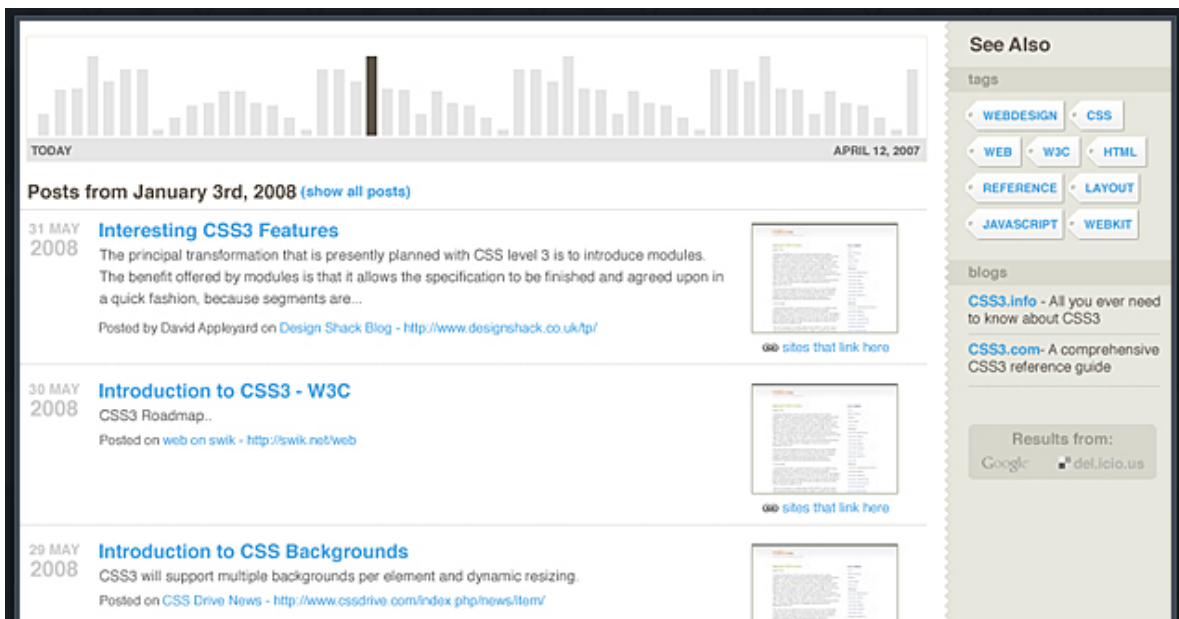 TODAY
APRIL 12, 2007
Posts from January 3rd, 2008 (show all posts)
31 MAY
2008
Interesting CSS3 Features
The principal transformation that is presently planned with CSS level 3 is to introduce modules.
The benefit offered by modules is that it allows the specification to be finished and agreed upon in
a quick fashion, because segments are...
Posted by David Appleyard on Design Shack Blog - http://www.designshack.co.uk/tp/
sites that link here
30 MAY
2008
Introduction to CSS3 - W3C
CSS3 Roadmap..
Posted on web on swik - http://swik.net/web
sites that link here
29 MAY
2008
Introduction to CSS Backgrounds
CSS3 will support multiple backgrounds per element and dynamic resizing.
Posted on CSS Drive News - http://www.cssdrive.com/index.php/news/item/
See Also
tags
WEBDESIGN CSS
WEB W3C HTML
REFERENCE LAYOUT
JAVASCRIPT WEBKIT
blogs
CSS3.info - All you ever need
to know about CSS3
CSS3.com- A comprehensive
CSS3 reference guide
Results from:
Google del.icio.us